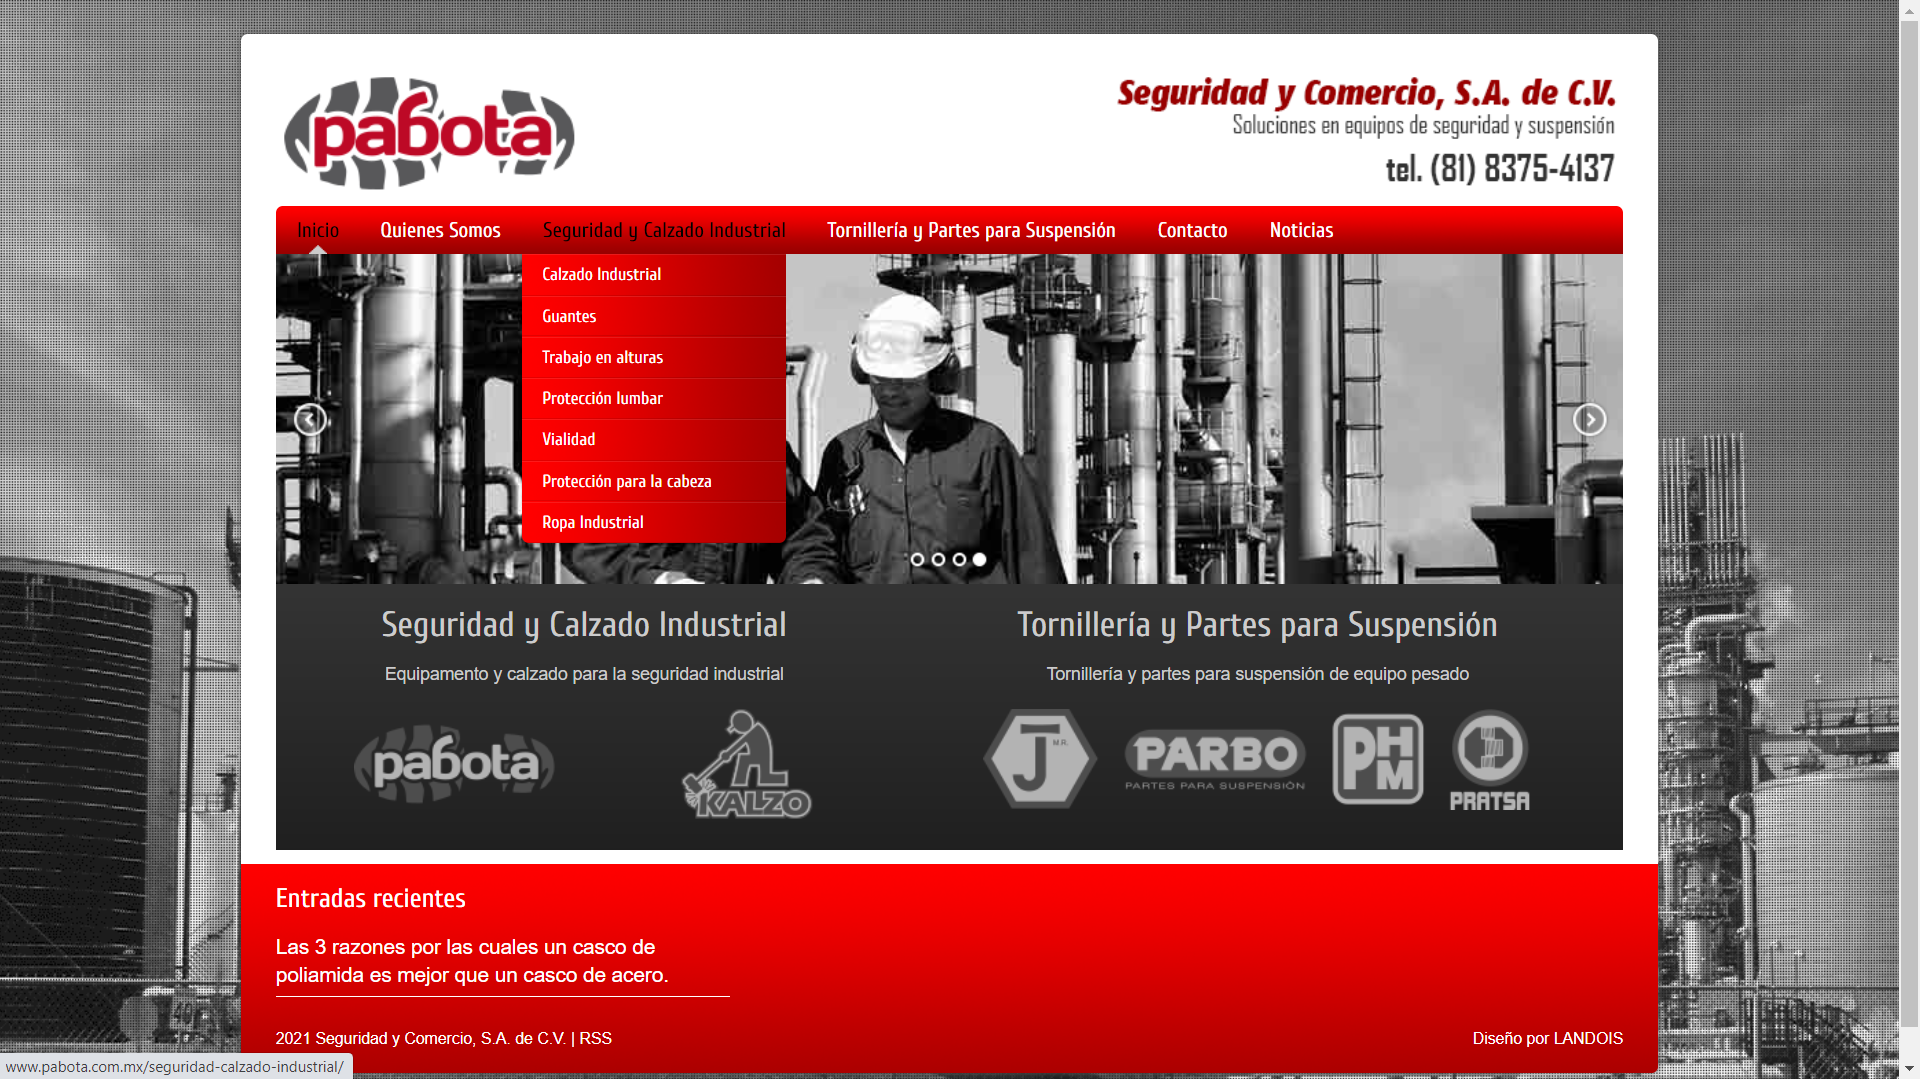 pabota
Seguridad y Comercio, S.A. de C.V.
Soluciones en equipos de seguridad y suspensión
tel. (81) 8375-4137
Inicio
Quienes Somos
Seguridad y Calzado Industrial
Tornillería y Partes para Suspensión
Contacto
Noticias
Calzado Industrial
Guantes
Trabajo en alturas
Protección lumbar
Vialidad
Protección para la cabeza
Ropa Industrial
Seguridad y Calzado Industrial
Equipamento y calzado para la seguridad industrial
pabota
KALZO
Tornillería y Partes para Suspensión
Tornillería y partes para suspensión de equipo pesado
J M.R.
PARBO
PARTES PARA SUSPENSIÓN
PHM
PRATSA
Entradas recientes
Las 3 razones por las cuales un casco de
poliamida es mejor que un casco de acero.
2021 Seguridad y Comercio, S.A. de C.V. | RSS
Diseño por LANDOIS
www.pabota.com.mx/seguridad-calzado-industrial/